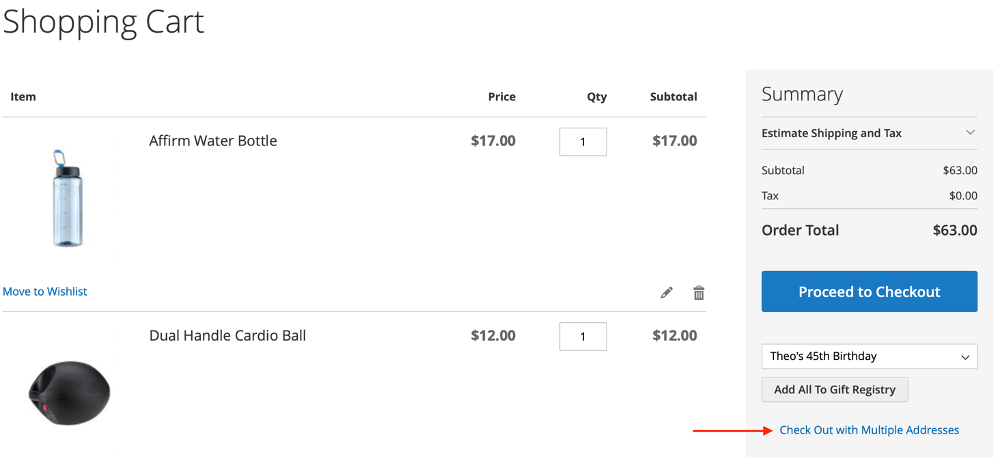 Shopping Cart
Item Price Qty Subtotal
Affirm Water Bottle $17.00 1 $17.00
Move to Wishlist
Dual Handle Cardio Ball $12.00 1 $12.00
Summary
Estimate Shipping and Tax
Subtotal $63.00
Tax $0.00
Order Total $63.00
Proceed to Checkout
Theo's 45th Birthday
Add All To Gift Registry
Check Out with Multiple Addresses